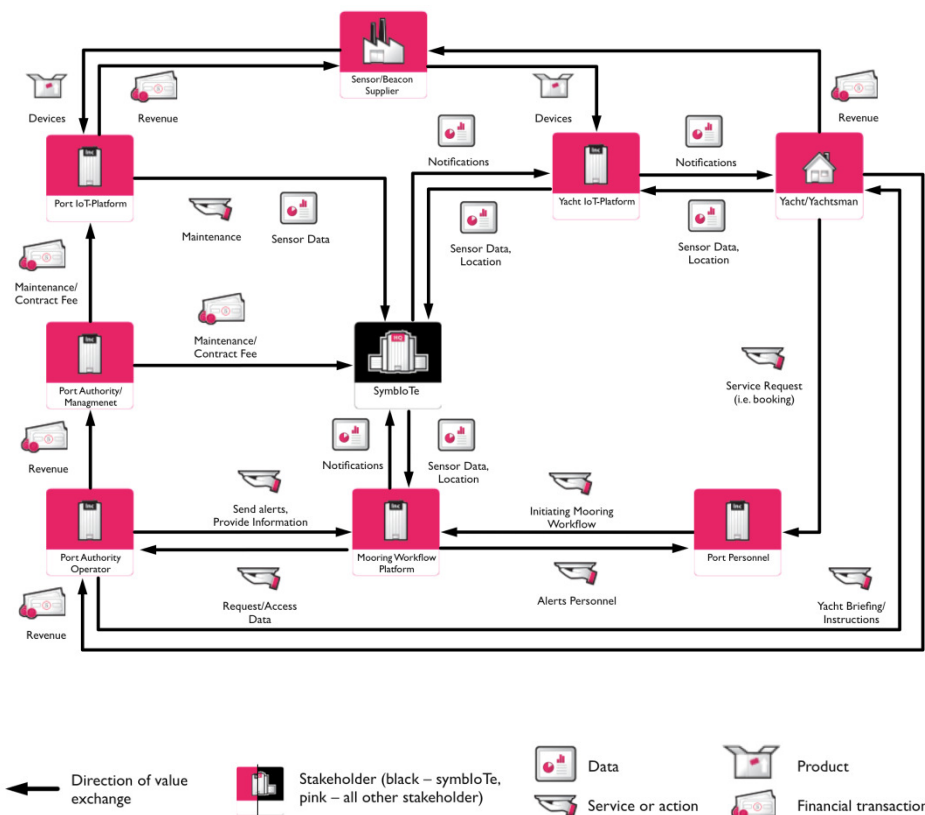 Sensor/Beacon
Supplier
Devices
Revenue
Devices
Revenue
Notifications
Notifications
Port IoT-Platform
Yacht IoT-Platform
Yacht/Yachtsman
Maintenance
Sensor Data
Sensor Data,
Location
Sensor Data,
Location
Maintenance/
Contract Fee
Maintenance/
Contract Fee
Port Authority/
Managmenet
SymbIoTe
Service Request
(i.e. booking)
Revenue
Notifications
Sensor Data,
Location
Send alerts,
Provide Information
Initiating Mooring
Workflow
Port Authority
Operator
Mooring Workflow
Platform
Port Personnel
Request/Access
Data
Alerts Personnel
Yacht Briefing/
Instructions
Revenue
Direction of value
exchange
Stakeholder (black – symbIoTe,
pink – all other stakeholder)
Data
Product
Service or action
Financial transaction